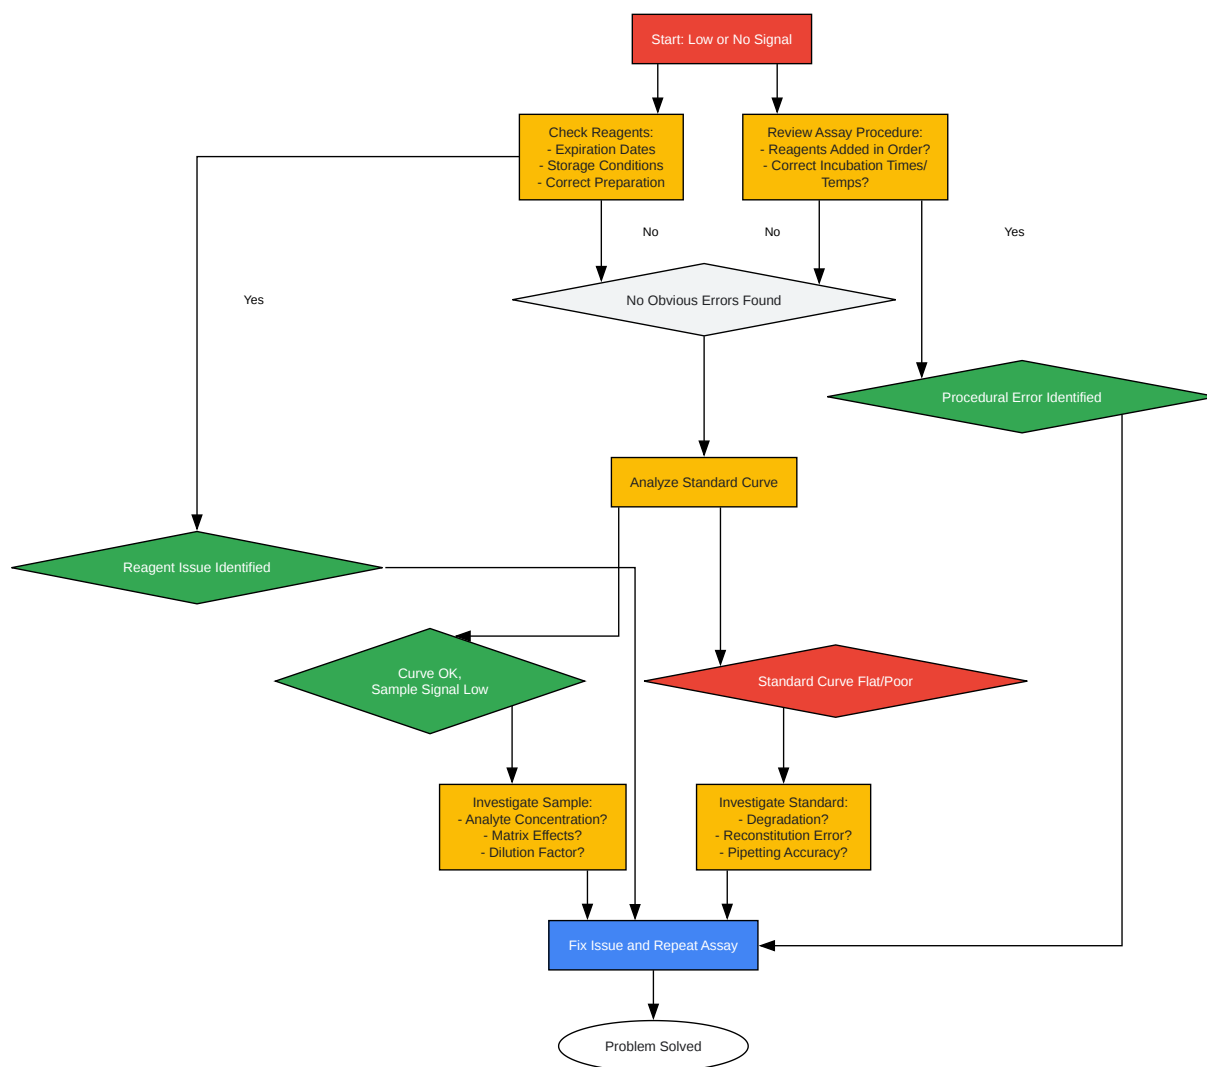 Start: Low or No Signal
Check Reagents:
- Expiration Dates
- Storage Conditions
- Correct Preparation
Review Assay Procedure:
- Reagents Added in Order?
- Correct Incubation Times/
Temps?
No
No
Yes
Yes
No Obvious Errors Found
Procedural Error Identified
Analyze Standard Curve
Reagent Issue Identified
Curve OK,
Sample Signal Low
Standard Curve Flat/Poor
Investigate Sample:
- Analyte Concentration?
- Matrix Effects?
- Dilution Factor?
Investigate Standard:
- Degradation?
- Reconstitution Error?
- Pipetting Accuracy?
Fix Issue and Repeat Assay
Problem Solved